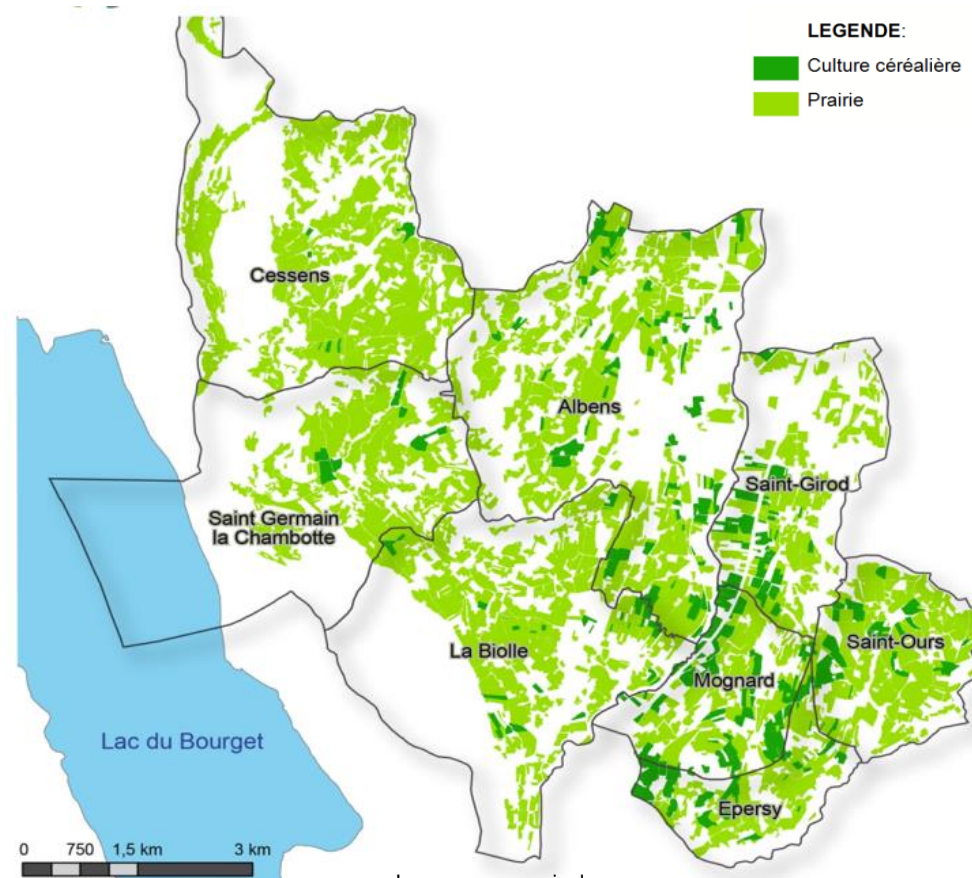 LEGENDE:
Culture céréalière
Prairie
Cessens
Albens
Saint-Girod
Saint Germain
la Chambotte
La Biolle
Saint-Ours
Mognard
Lac du Bourget
Epersy
0 750 1,5 km 3 km